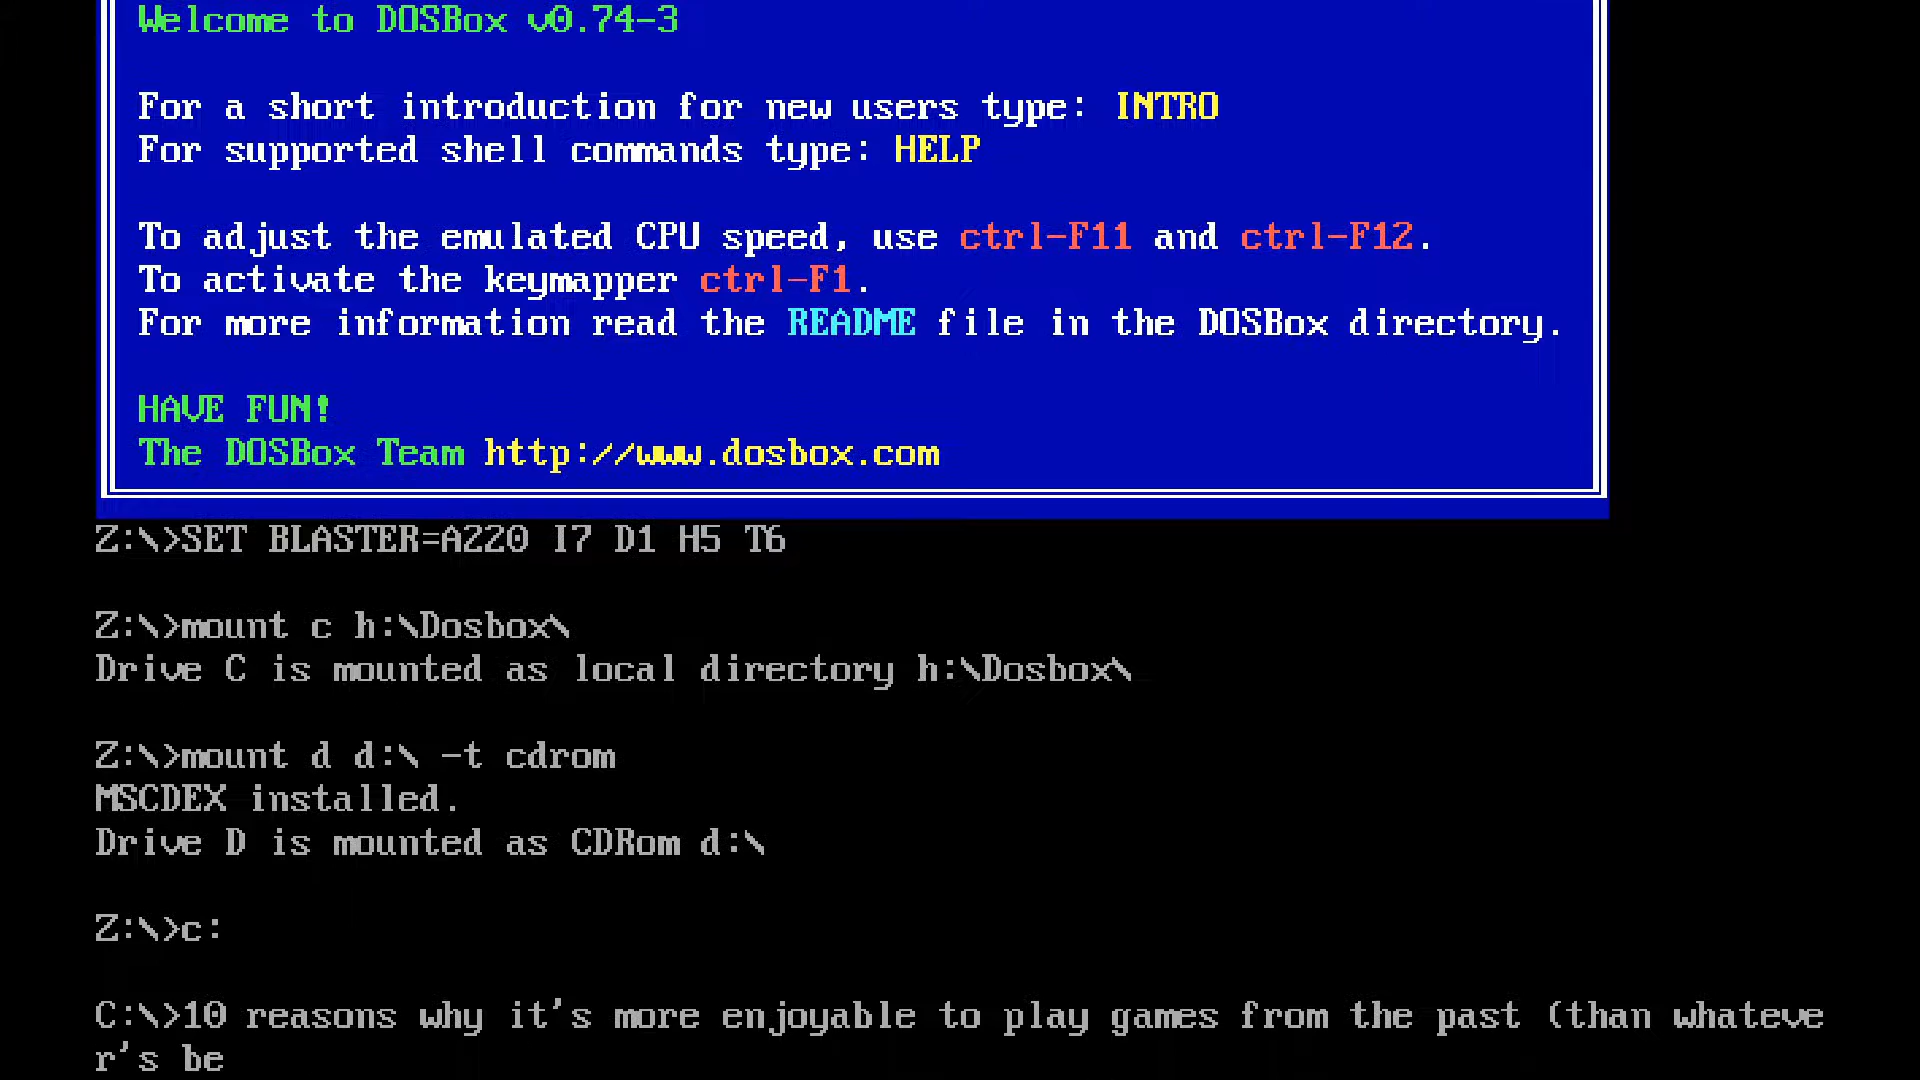 Welcome to DOSBox v0.74-3
For a short introduction for new users type: INTRO
For supported shell commands type: HELP
To adjust the emulated CPU speed, use ctrl-F11 and ctrl-F12.
To activate the keymapper ctrl-F1.
For more information read the README file in the DOSBox directory.
HAVE FUN!
The DOSBox Team http://www.dosbox.com
Z:\>SET BLASTER=A220 I7 D1 H5 T6
Z:\>mount c h:\Dosbox\
Drive C is mounted as local directory h:\Dosbox\
Z:\>mount d d:\ -t cdrom
MSCDEX installed.
Drive D is mounted as CDRom d:\
Z:\>c:
C:\>10 reasons why it's more enjoyable to play games from the past (than whateve
r's be